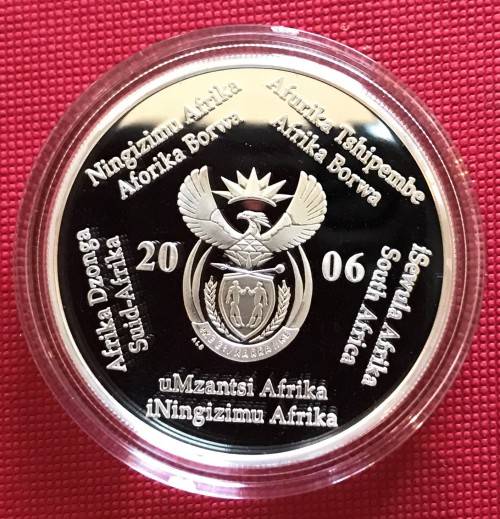 Ningizimu Afrika
Aforika Borwa
Afurika Tshipembe
Afrika Borwa
iSewula Afrika
South Africa
uMzantsi Afrika
iNingizimu Afrika
Afrika Dzonga
Suid-Afrika
20 06
ALS